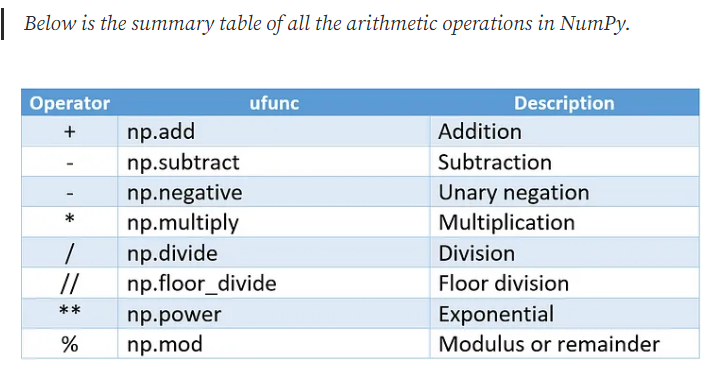 Below is the summary table of all the arithmetic operations in NumPy.
Operator ufunc Description
+ np.add Addition
- np.subtract Subtraction
- np.negative Unary negation
* np.multiply Multiplication
/ np.divide Division
// np.floor_divide Floor division
** np.power Exponential
% np.mod Modulus or remainder